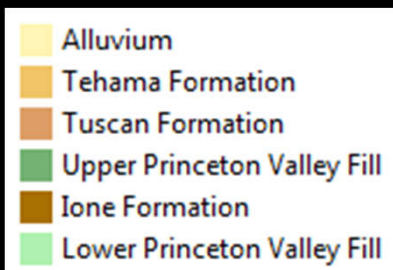 Alluvium
Tehama Formation
Tuscan Formation
Upper Princeton Valley Fill
Ione Formation
Lower Princeton Valley Fill